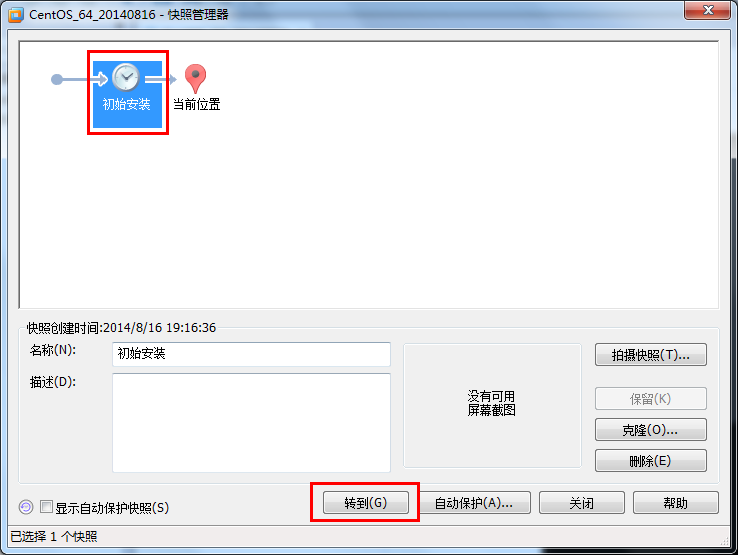 CentOS_64_20140816 - 快照管理器
初始安装
当前位置
快照创建时间:2014/8/16 19:16:36
名称(N):
初始安装
拍摄快照(T)...
描述(D):
没有可用
屏幕截图
保留(K)
克隆(O)...
删除(E)
显示自动保护快照(S)
转到(G)
自动保护(A)...
关闭
帮助
已选择 1 个快照